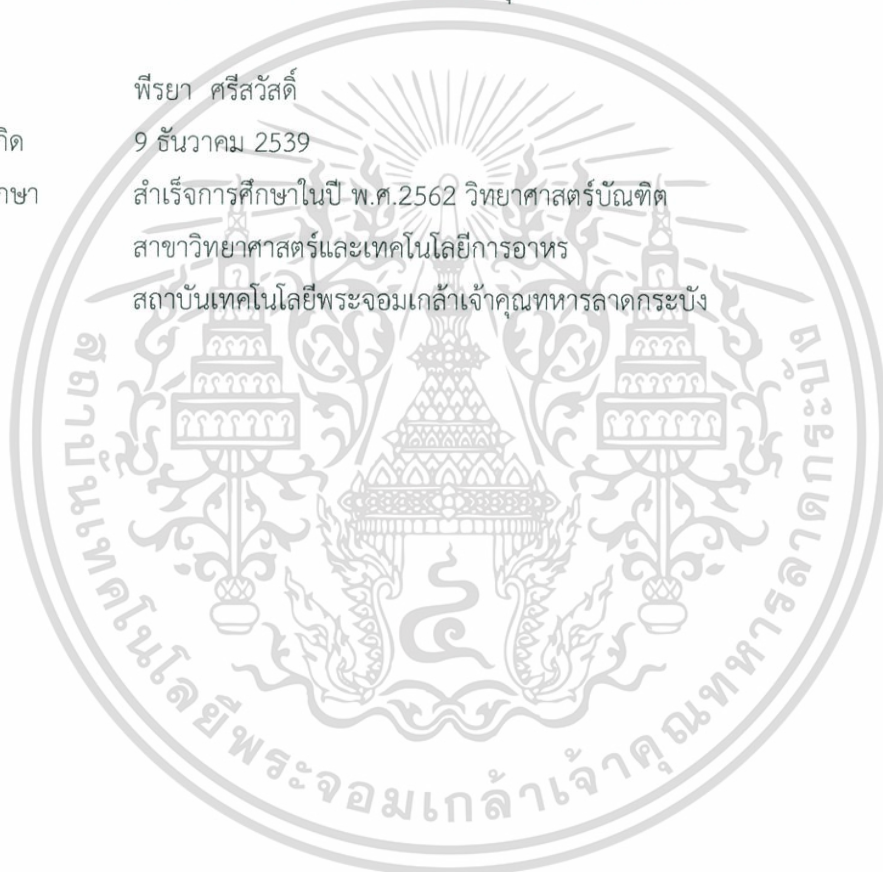 พีรยา ศรีสวัสดิ์
กิด 9 ธันวาคม 2539
กษา สำเร็จการศึกษาในปี พ.ศ.2562 วิทยาศาสตร์บัณฑิต
สาขาวิทยาศาสตร์และเทคโนโลยีการอาหร
สถาบันเทคโนโลยีพระจอมเกล้าเจ้าคุณทหารลาดกระบัง
สถาบันเทคโนโลยีพระจอมเกล้าเจ้าคุณทหารลาดกระบัง